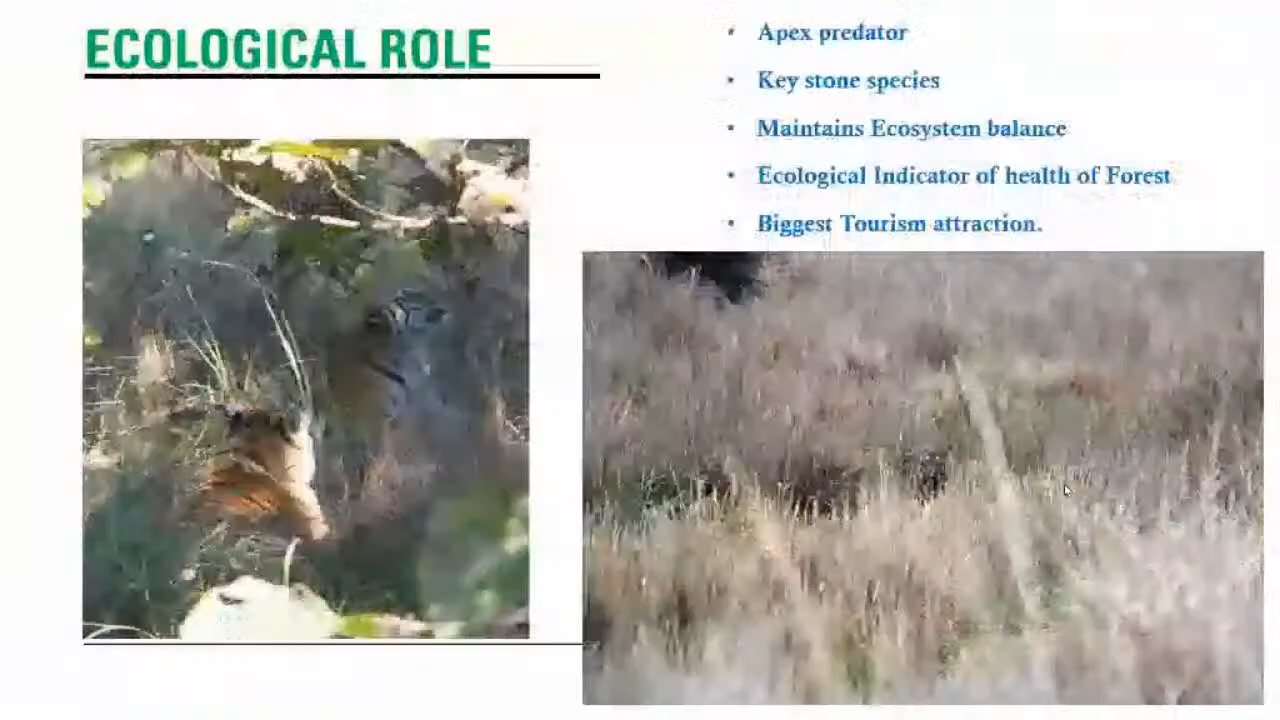 ECOLOGICAL ROLE
• Apex predator
• Key stone species
• Maintains Ecosystem balance
• Ecological Indicator of health of Forest
• Biggest Tourism attraction.